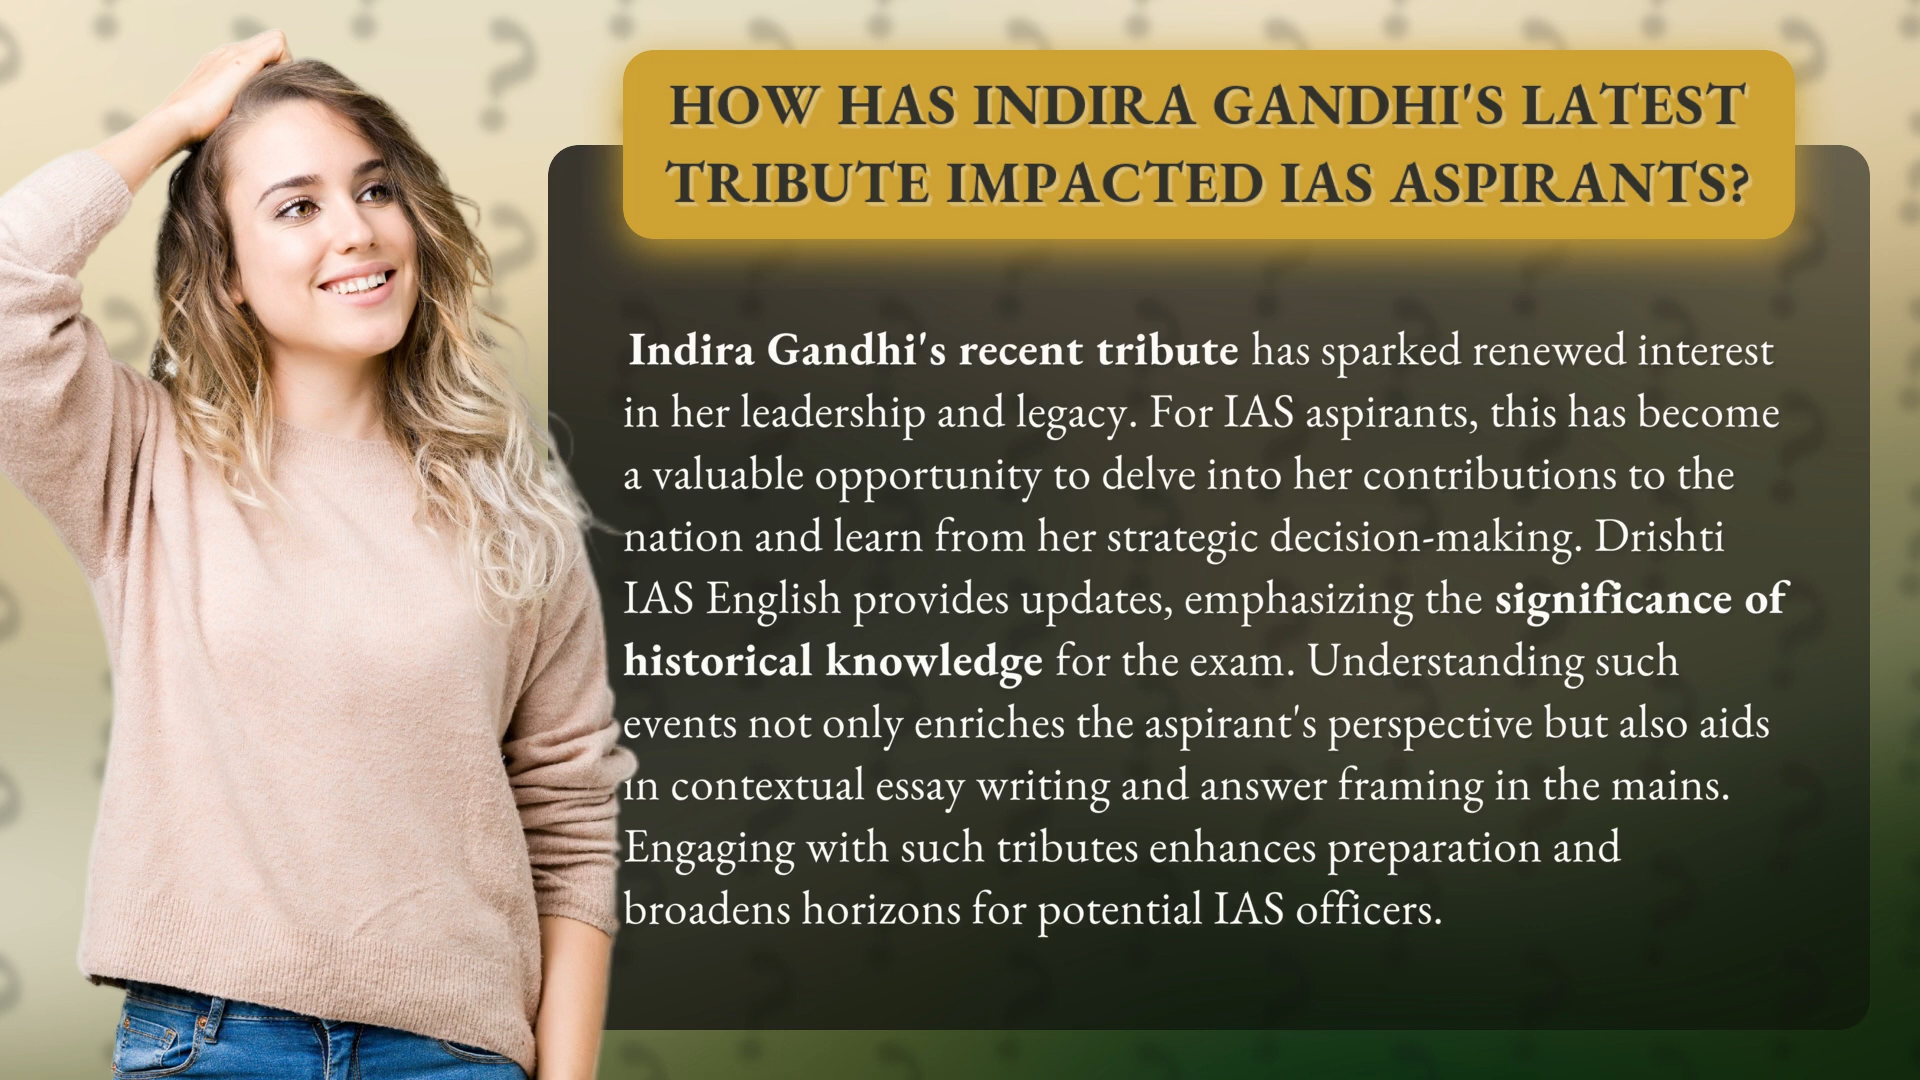 HOW HAS INDIRA GANDHI'S LATEST
TRIBUTE IMPACTED IAS ASPIRANTS?
Indira Gandhi's recent tribute has sparked renewed interest
in her leadership and legacy. For IAS aspirants, this has become
a valuable opportunity to delve into her contributions to the
nation and learn from her strategic decision-making. Drishti
IAS English provides updates, emphasizing the significance of
historical knowledge for the exam. Understanding such
events not only enriches the aspirant's perspective but also aids
in contextual essay writing and answer framing in the mains.
Engaging with such tributes enhances preparation and
broadens horizons for potential IAS officers.